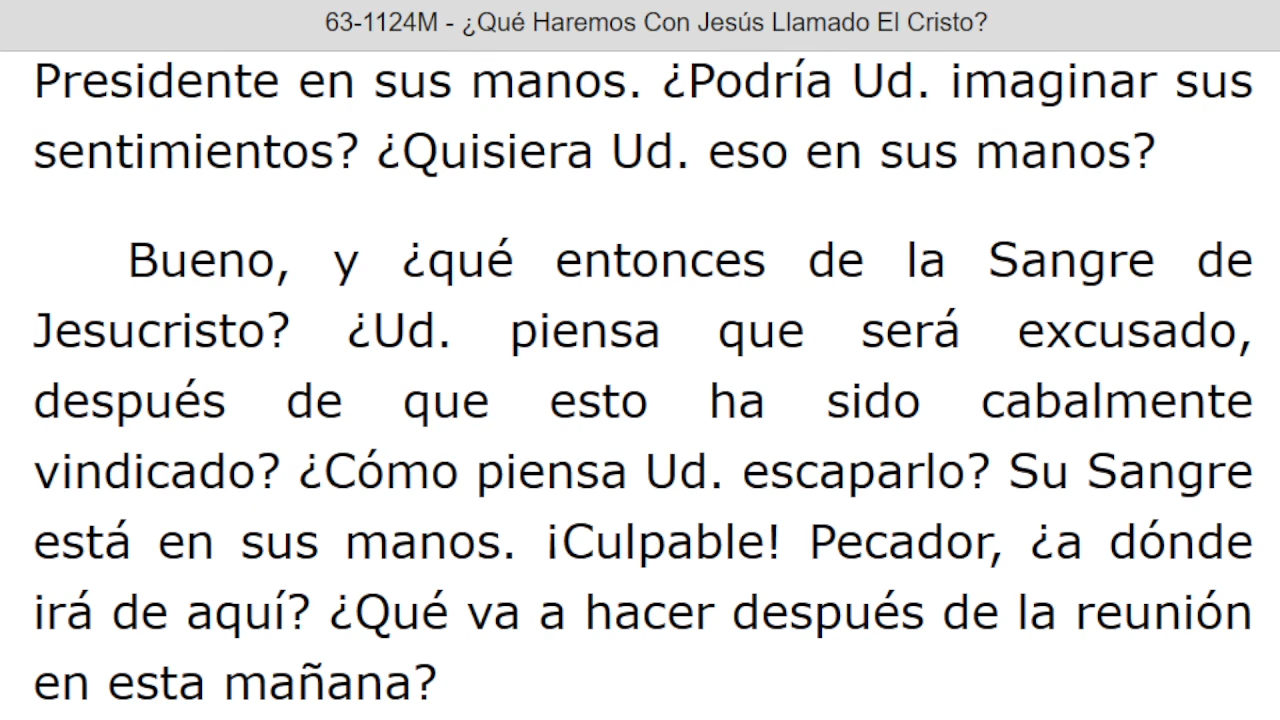 63-1124M - ¿Qué Haremos Con Jesús Llamado El Cristo?
Presidente en sus manos. ¿Podría Ud. imaginar sus
sentimientos? ¿Quisiera Ud. eso en sus manos?
Bueno, y ¿qué entonces de la Sangre de
Jesucristo? ¿Ud. piensa que será excusado,
después de que esto ha sido cabalmente
vindicado? ¿Cómo piensa Ud. escaparlo? Su Sangre
está en sus manos. ¡Culpable! Pecador, ¿a dónde
irá de aquí? ¿Qué va a hacer después de la reunión
en esta mañana?